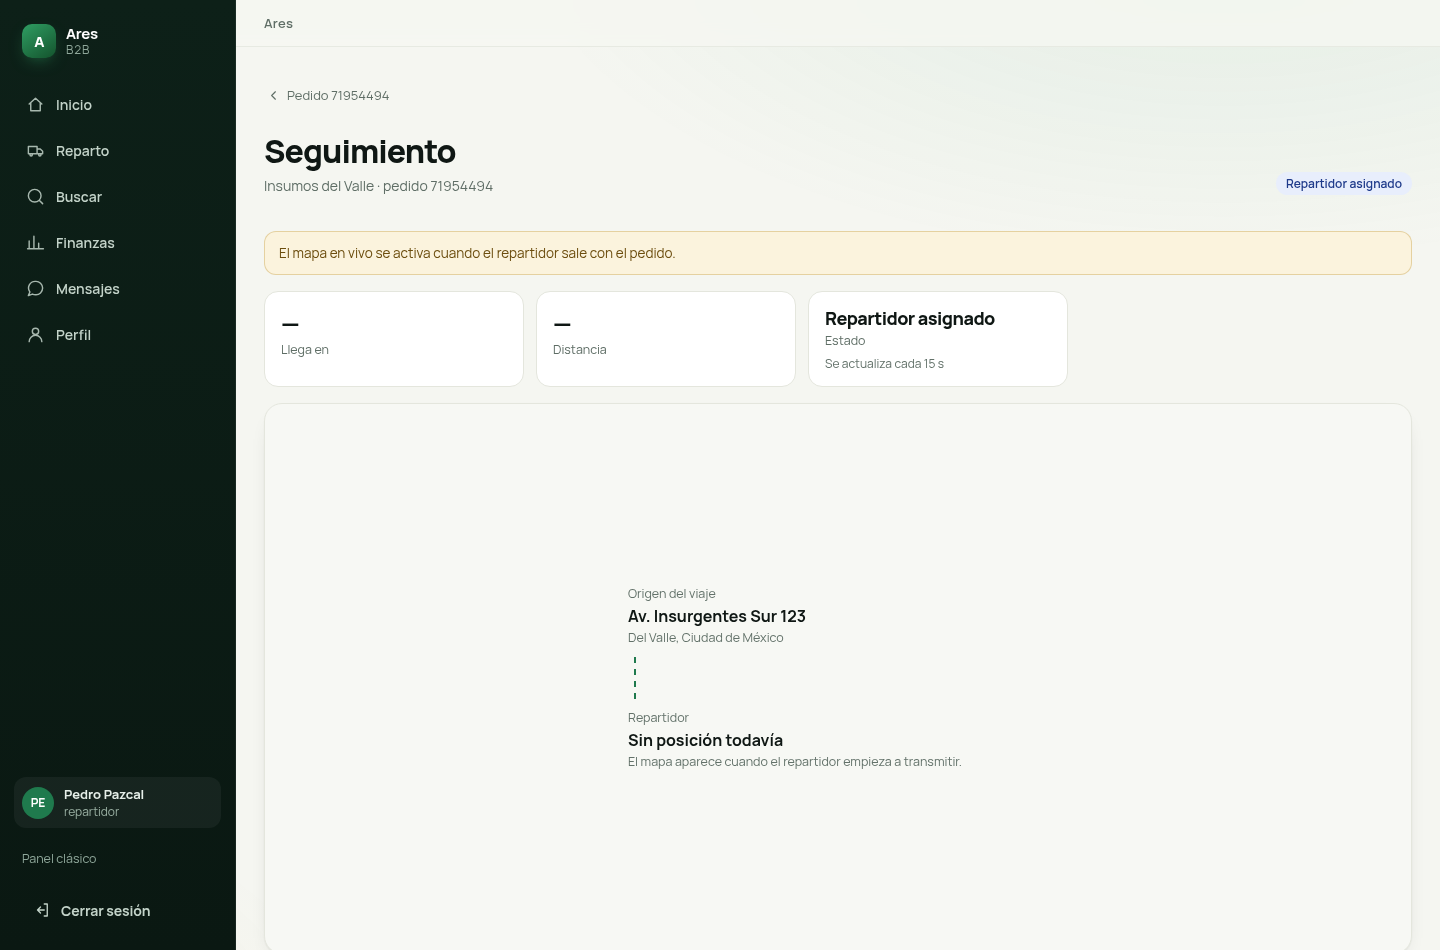 A
Ares
B2B
Inicio
Reparto
Buscar
Finanzas
Mensajes
Perfil
PE
Pedro Pazcal
repartidor
Panel clásico
Cerrar sesión
Ares
Pedido 71954494
Seguimiento
Insumos del Valle · pedido 71954494
Repartidor asignado
El mapa en vivo se activa cuando el repartidor sale con el pedido.
—
Llega en
—
Distancia
Repartidor asignado
Estado
Se actualiza cada 15 s
Origen del viaje
Av. Insurgentes Sur 123
Del Valle, Ciudad de México
Repartidor
Sin posición todavía
El mapa aparece cuando el repartidor empieza a transmitir.